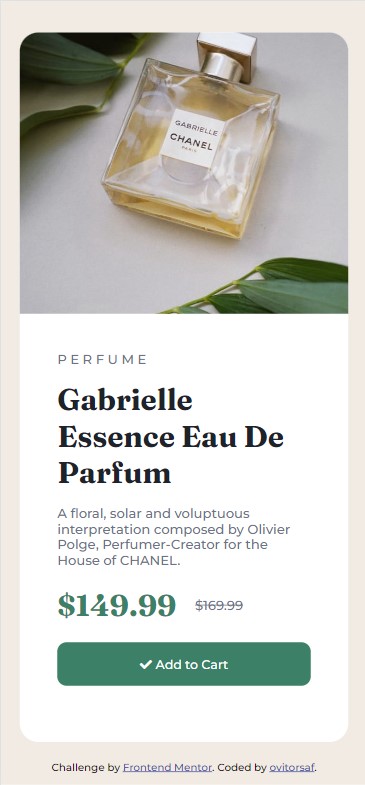 GABRIELLE
CHANEL
PARIS
PERFUME
Gabrielle
Essence Eau De
Parfum
A floral, solar and voluptuous
interpretation composed by Olivier
Polge, Perfumer-Creator for the
House of CHANEL.
$149.99 $169.99
Add to Cart
Challenge by Frontend Mentor. Coded by ovitorsaf.